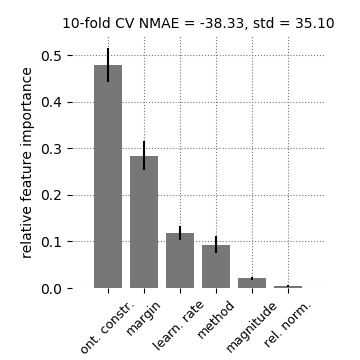 10-fold CV NMAE = -38.33, std = 35.10
relative feature importance
0.5
0.4
0.3
0.2
0.1
0.0
ont. constr.
margin
learn. rate
method
magnitude
rel. norm.